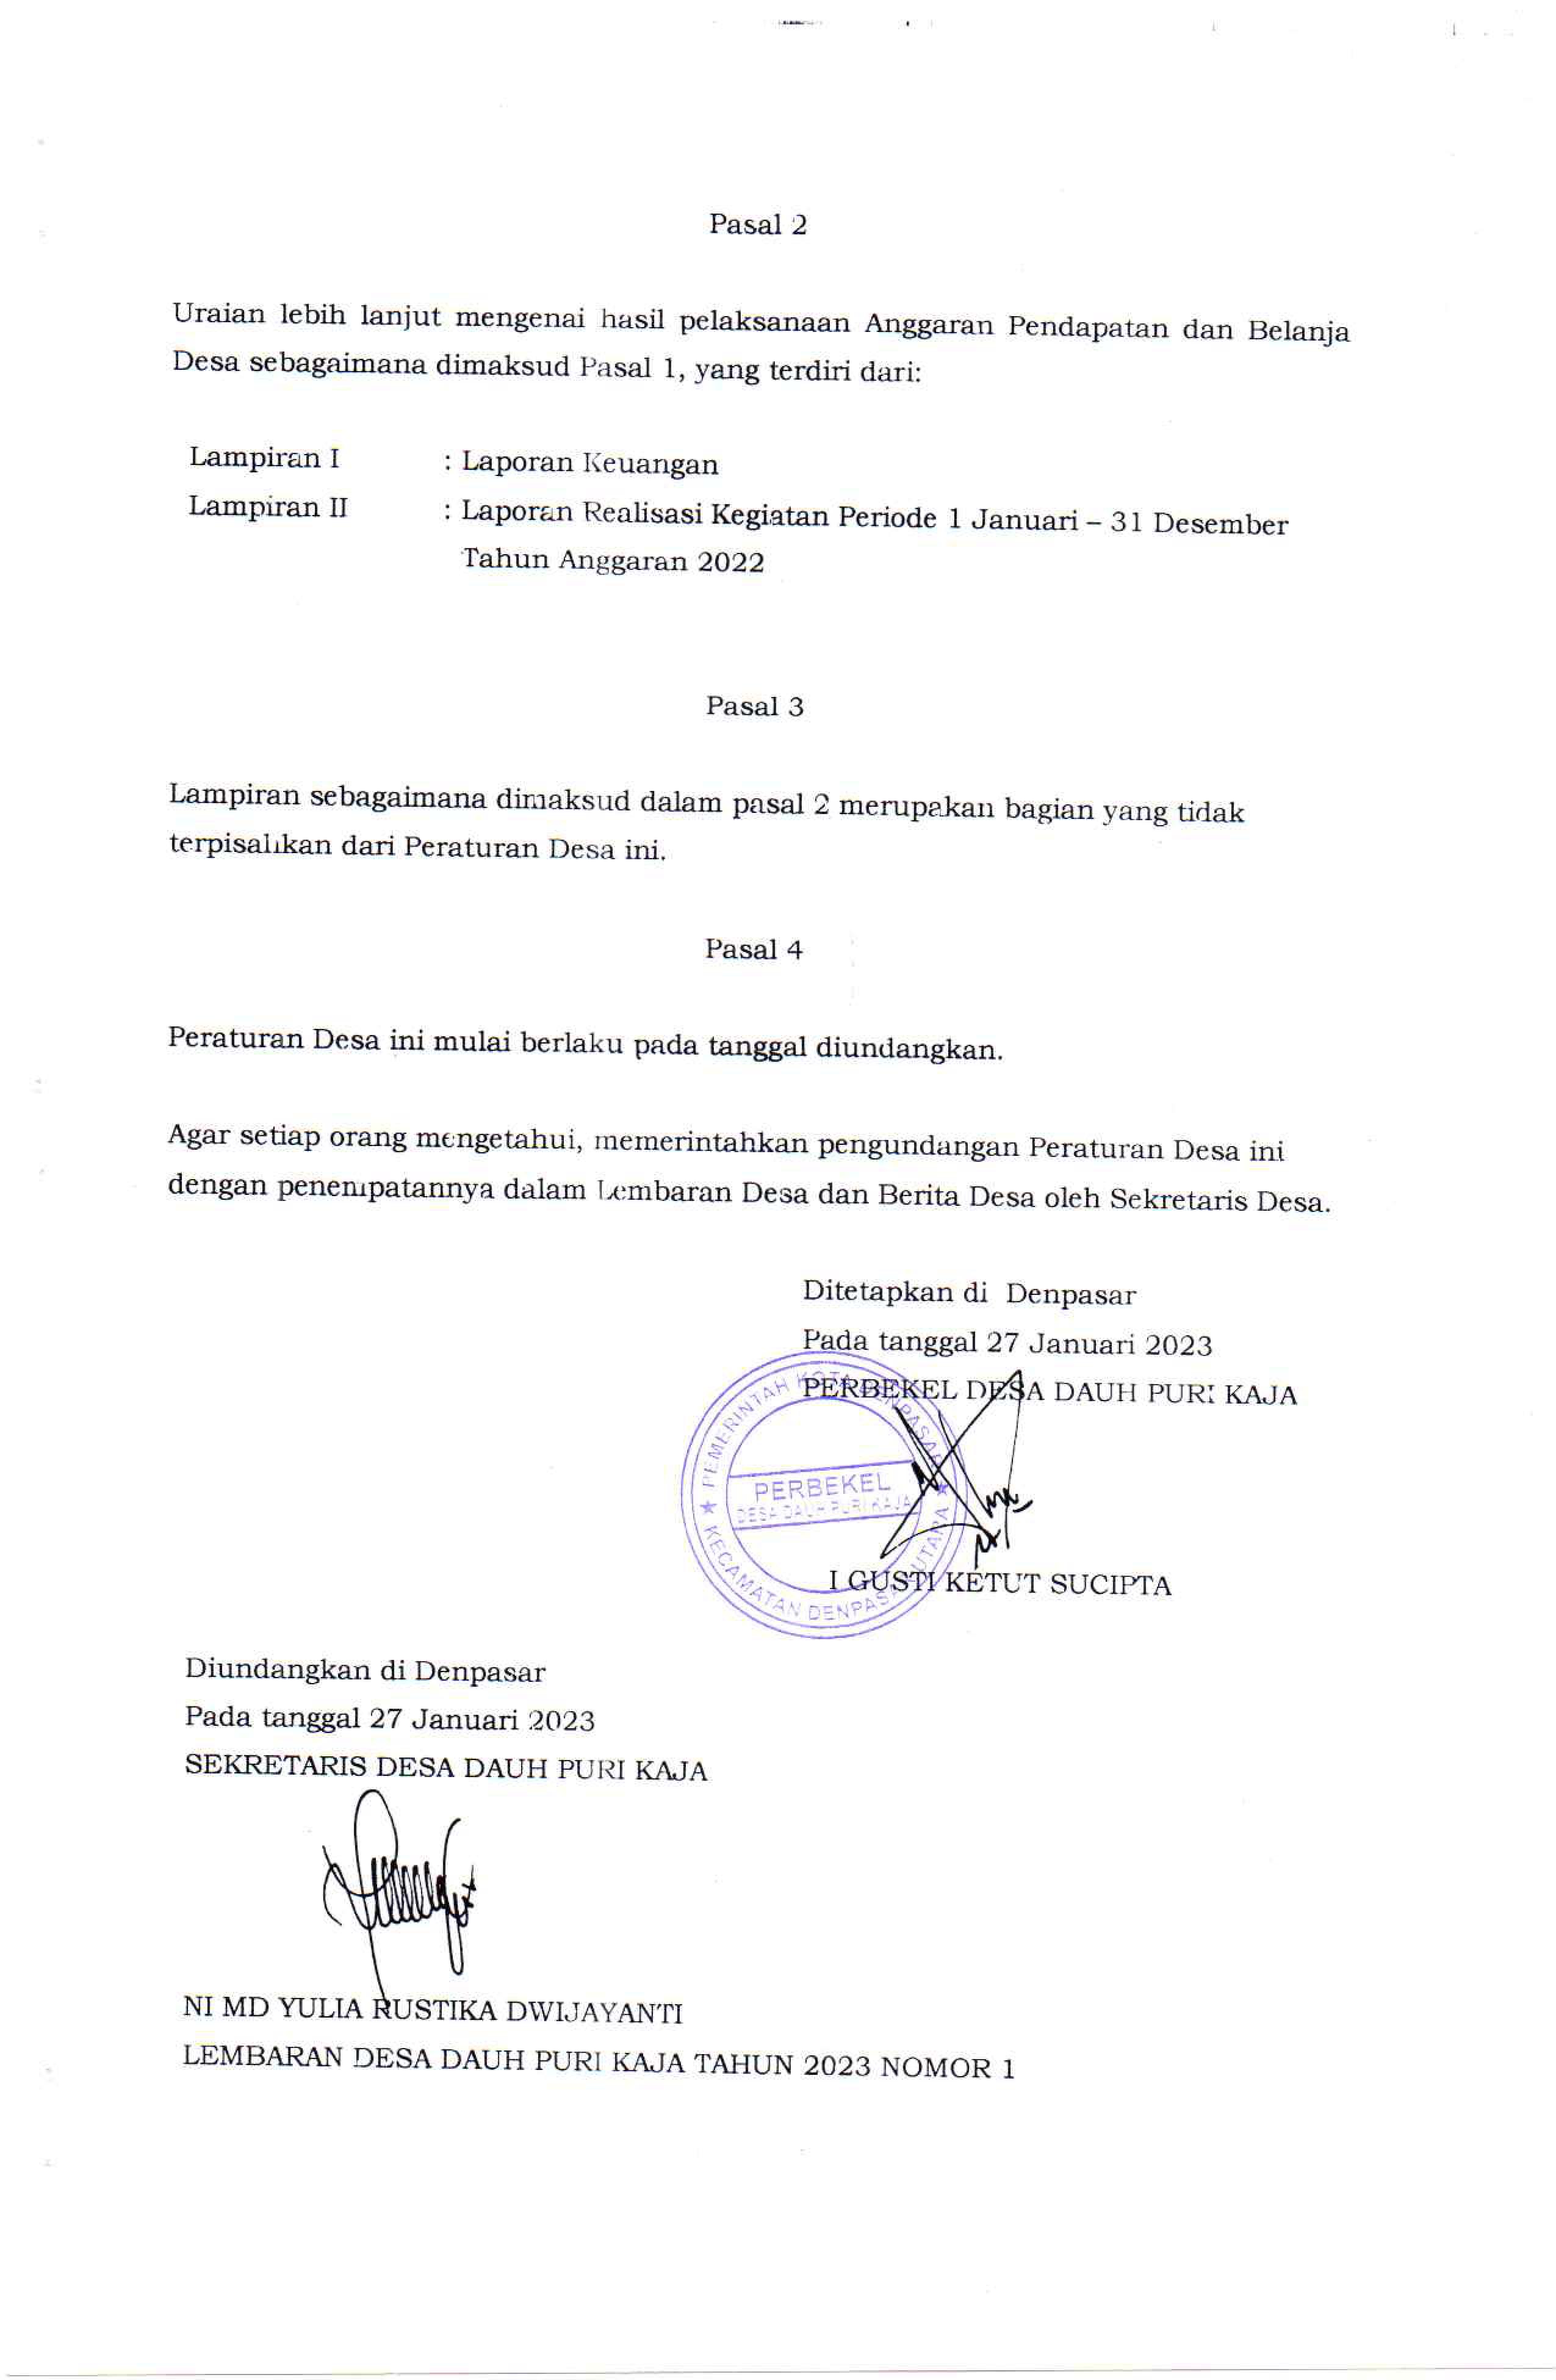 Pasal 2
Uraian lebih lanjut mengenai hasil pelaksanaan Anggaran Pendapatan dan Belanja
Desa sebagaimana dimaksud Pasal 1, yang terdiri dari:
Lampiran I : Laporan Keuangan
Lampiran II : Laporan Realisasi Kegiatan Periode 1 Januari – 31 Desember
Tahun Anggaran 2022
Pasal 3
Lampiran sebagaimana dimaksud dalam pasal 2 merupakan bagian yang tidak
terpisahkan dari Peraturan Desa ini.
Pasal 4
Peraturan Desa ini mulai berlaku pada tanggal diundangkan.
Agar setiap orang mengetahui, memerintahkan pengundangan Peraturan Desa ini
dengan penempatannya dalam Lembaran Desa dan Berita Desa oleh Sekretaris Desa.
Ditetapkan di Denpasar
Pada tanggal 27 Januari 2023
PERBEKEL DESA DAUH PURI KAJA
PEMERINTAH KOTA DENPASAR
PERBEKEL
DESA DAUH PURI KAJA
KECAMATAN DENPASAR UTARA
I GUSTI KETUT SUCIPTA
Diundangkan di Denpasar
Pada tanggal 27 Januari 2023
SEKRETARIS DESA DAUH PURI KAJA
NI MD YULIA RUSTIKA DWIJAYANTI
LEMBARAN DESA DAUH PURI KAJA TAHUN 2023 NOMOR 1